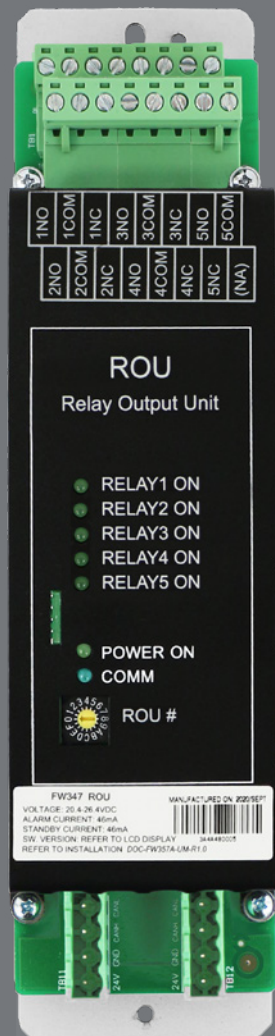 TB1
1NO 1COM 1NC 3NO 3COM 3NC 5NO 5COM
2NO 2COM 2NC 4NO 4COM 4NC 5NC (NA)
ROU
Relay Output Unit
RELAY1 ON
RELAY2 ON
RELAY3 ON
RELAY4 ON
RELAY5 ON
POWER ON
COMM
0123456789ABCDEF
ROU #
FW347 ROU
MANUFACTURED ON: 2020/SEPT
VOLTAGE: 20.4-26.4VDC
ALARM CURRENT: 46mA
STANDBY CURRENT: 46mA
SW. VERSION: REFER TO LCD DISPLAY
3448480005
REFER TO INSTALLATION DOC-FW357A-UM-R1.0
TB11
24V GND CANH CANL
24V GND CANH CANL
TB12